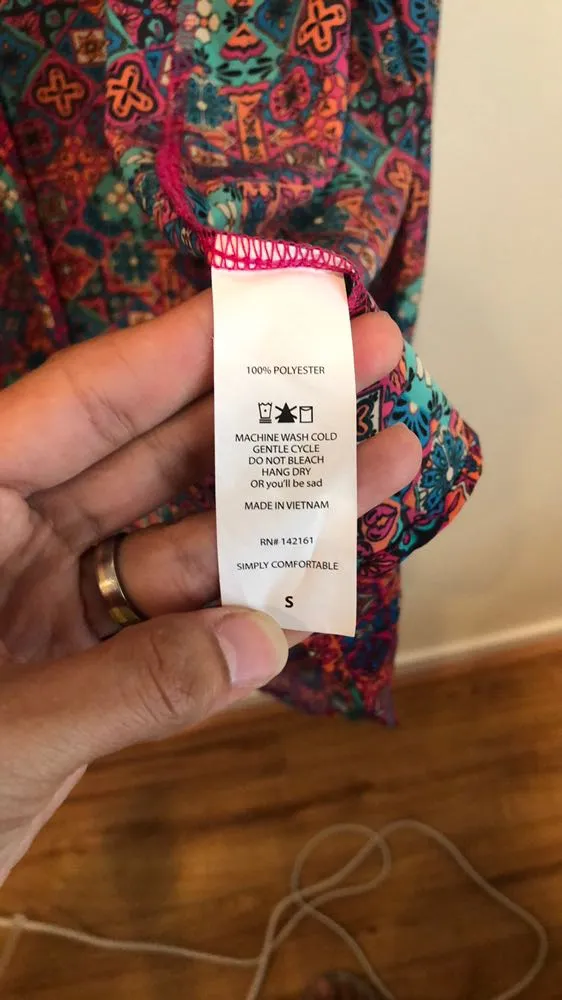 100% POLYESTER
MACHINE WASH COLD
GENTLE CYCLE
DO NOT BLEACH
HANG DRY
OR you'll be sad
MADE IN VIETNAM
RN# 142161
SIMPLY COMFORTABLE
S